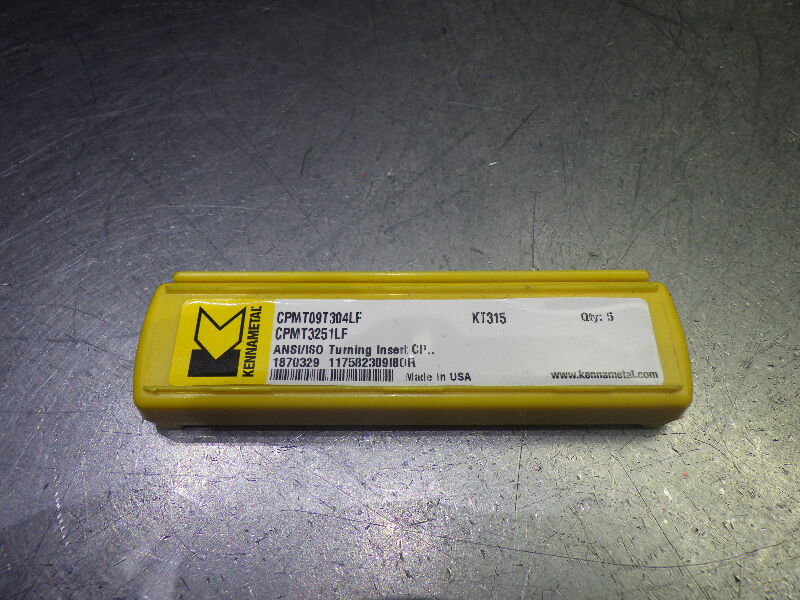 KENNAMETAL
CPMT09T304LF KT315 Qty: 5
CPMT3251LF
ANSI/ISO Turning Insert CP..
1870329
Made in USA www.kennametal.com